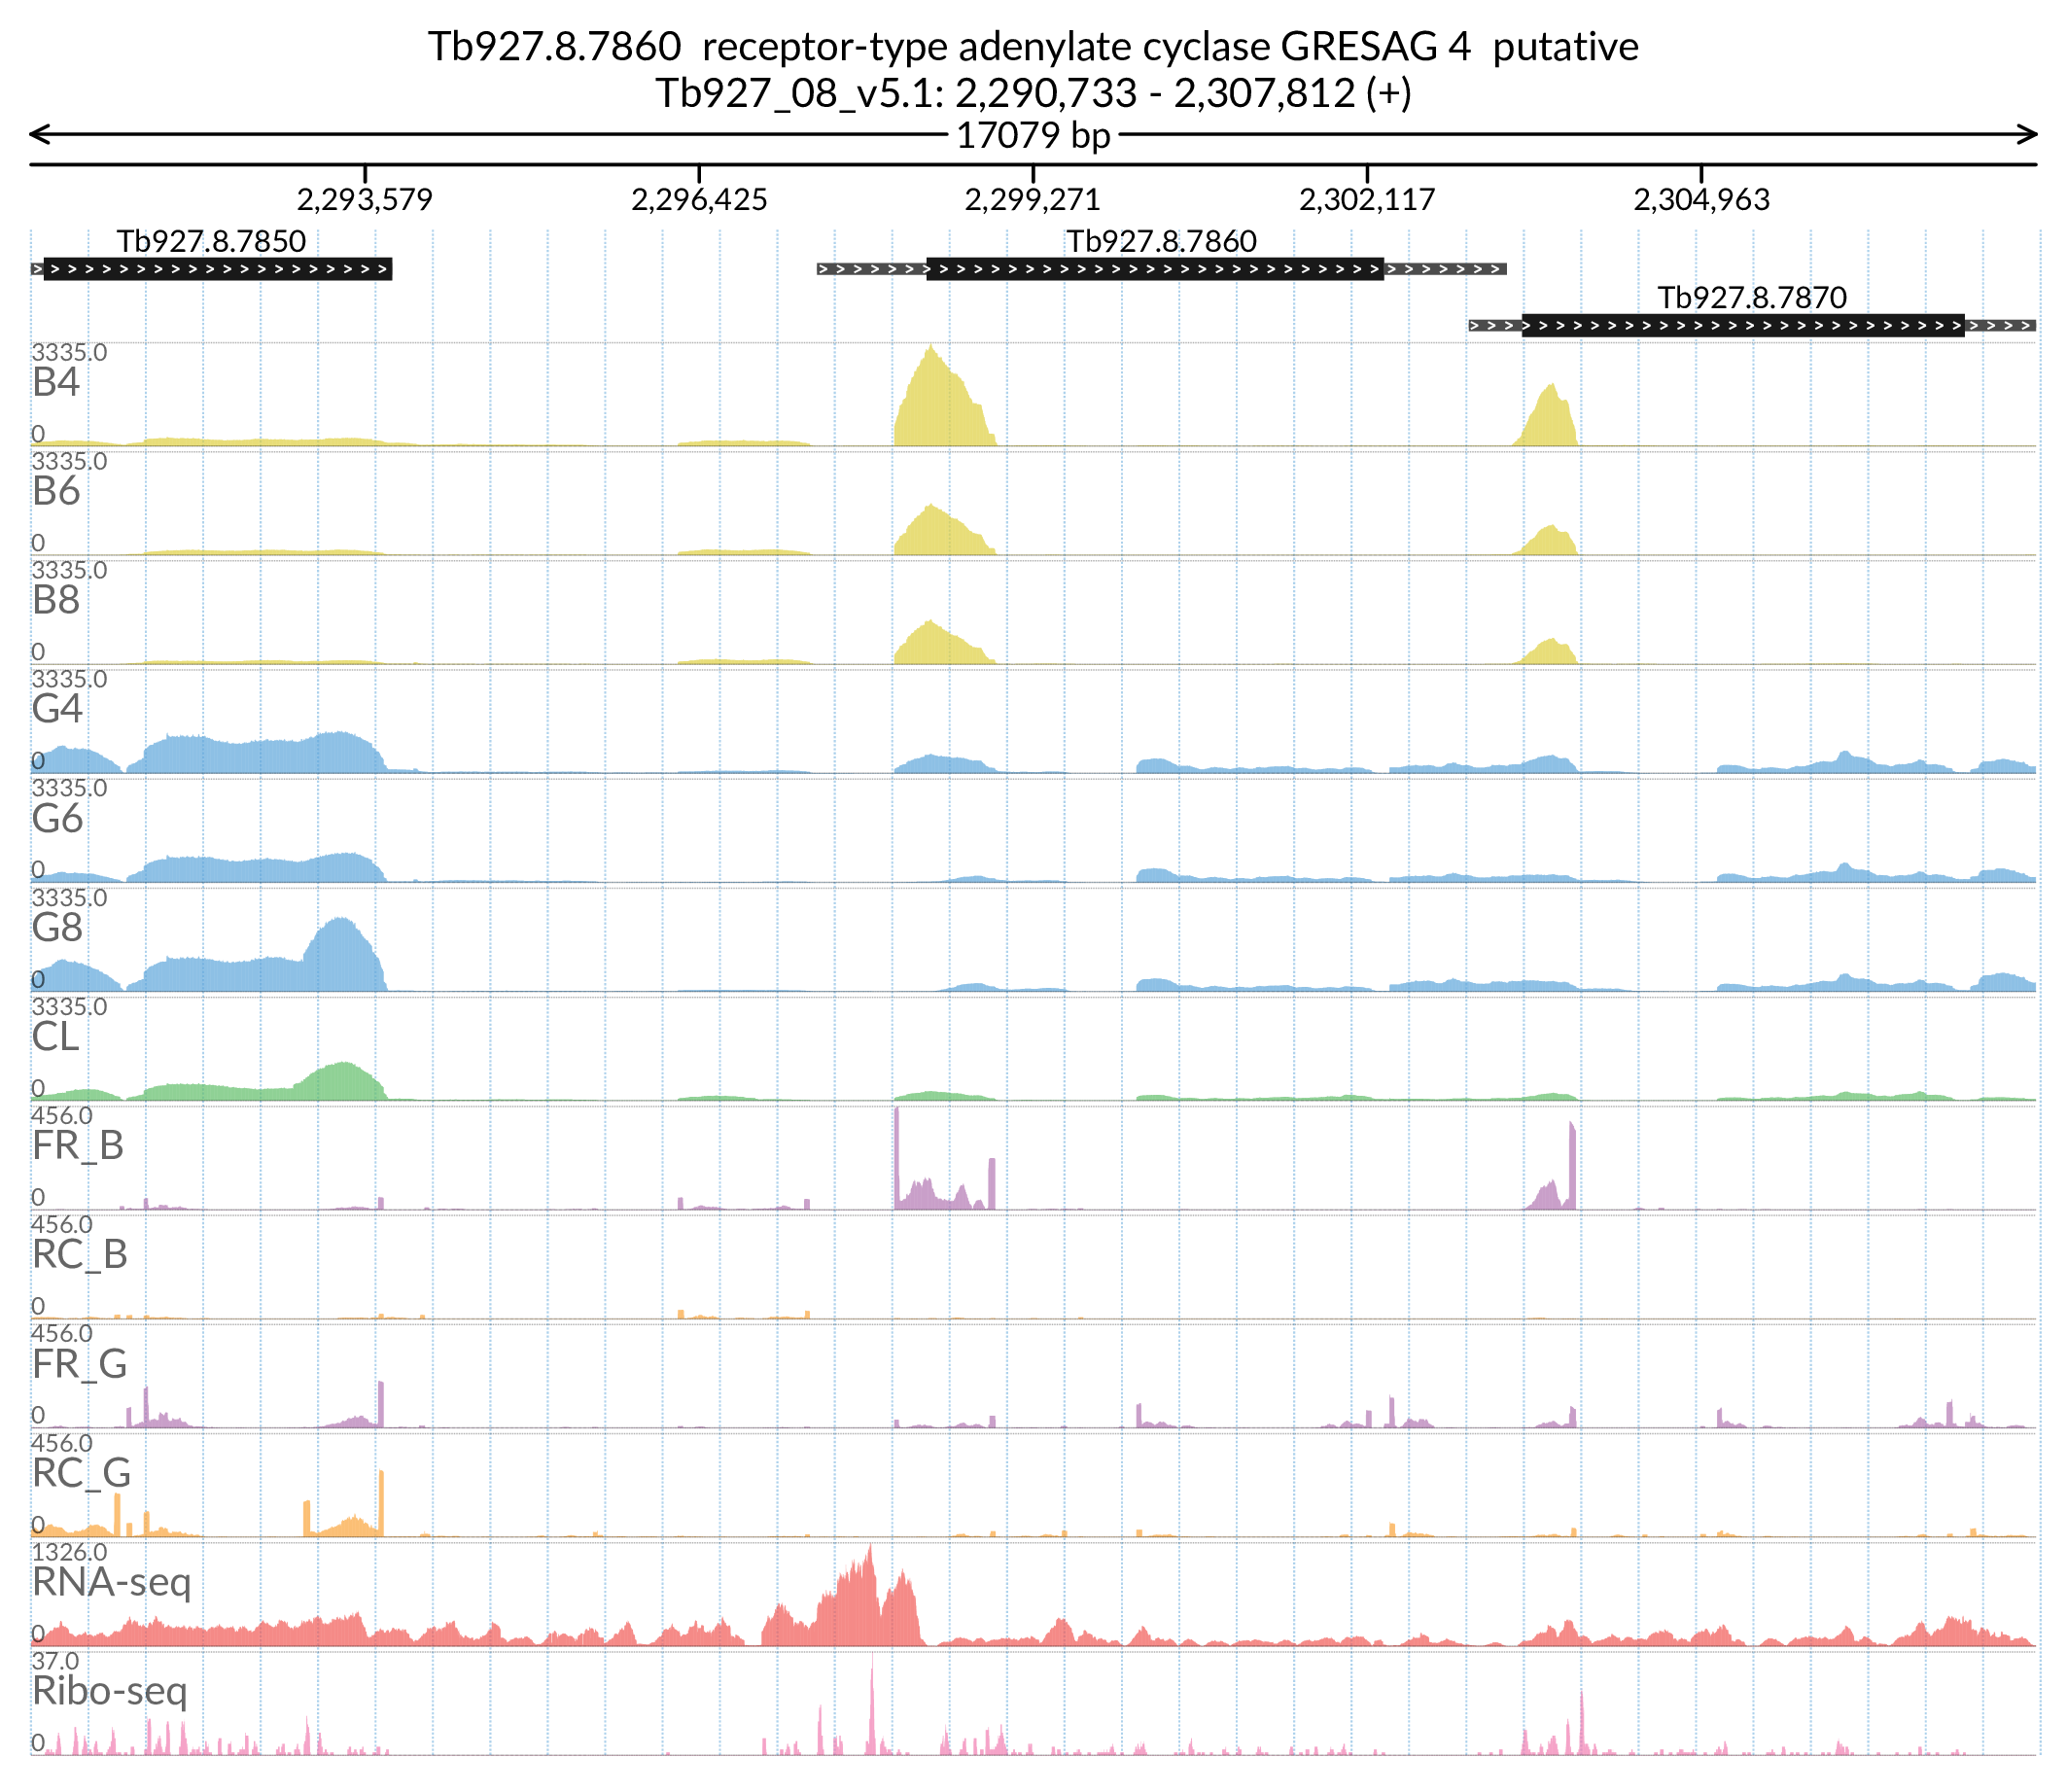 Tb927.8.7860 receptor-type adenylate cyclase GRESAG 4 putative
Tb927_08_v5.1: 2,290,733 - 2,307,812 (+)
17079 bp
2,293,579 2,296,425 2,299,271 2,302,117 2,304,963
Tb927.8.7850 Tb927.8.7860
Tb927.8.7870
3335.0
B4
0
3335.0
B6
0
3335.0
B8
0
3335.0
G4
0
3335.0
G6
0
3335.0
G8
0
3335.0
CL
0
456.0
FR_B
0
456.0
RC_B
0
456.0
FR_G
0
456.0
RC_G
0
1326.0
RNA-seq
0
37.0
Ribo-seq
0